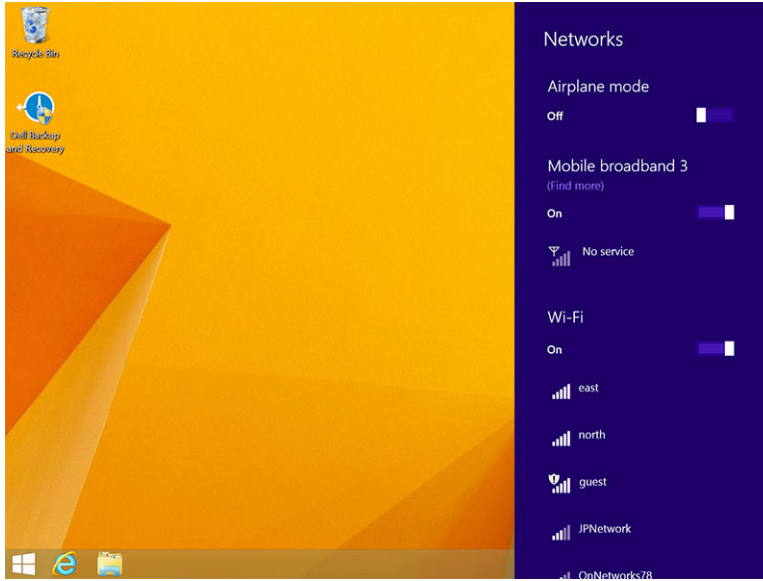 Recycle Bin
Dell Backup
and Recovery
Networks
Airplane mode
Off
Mobile broadband 3
(Find more)
On
No service
Wi-Fi
On
east
north
guest
JPNetwork
OnNetworks78